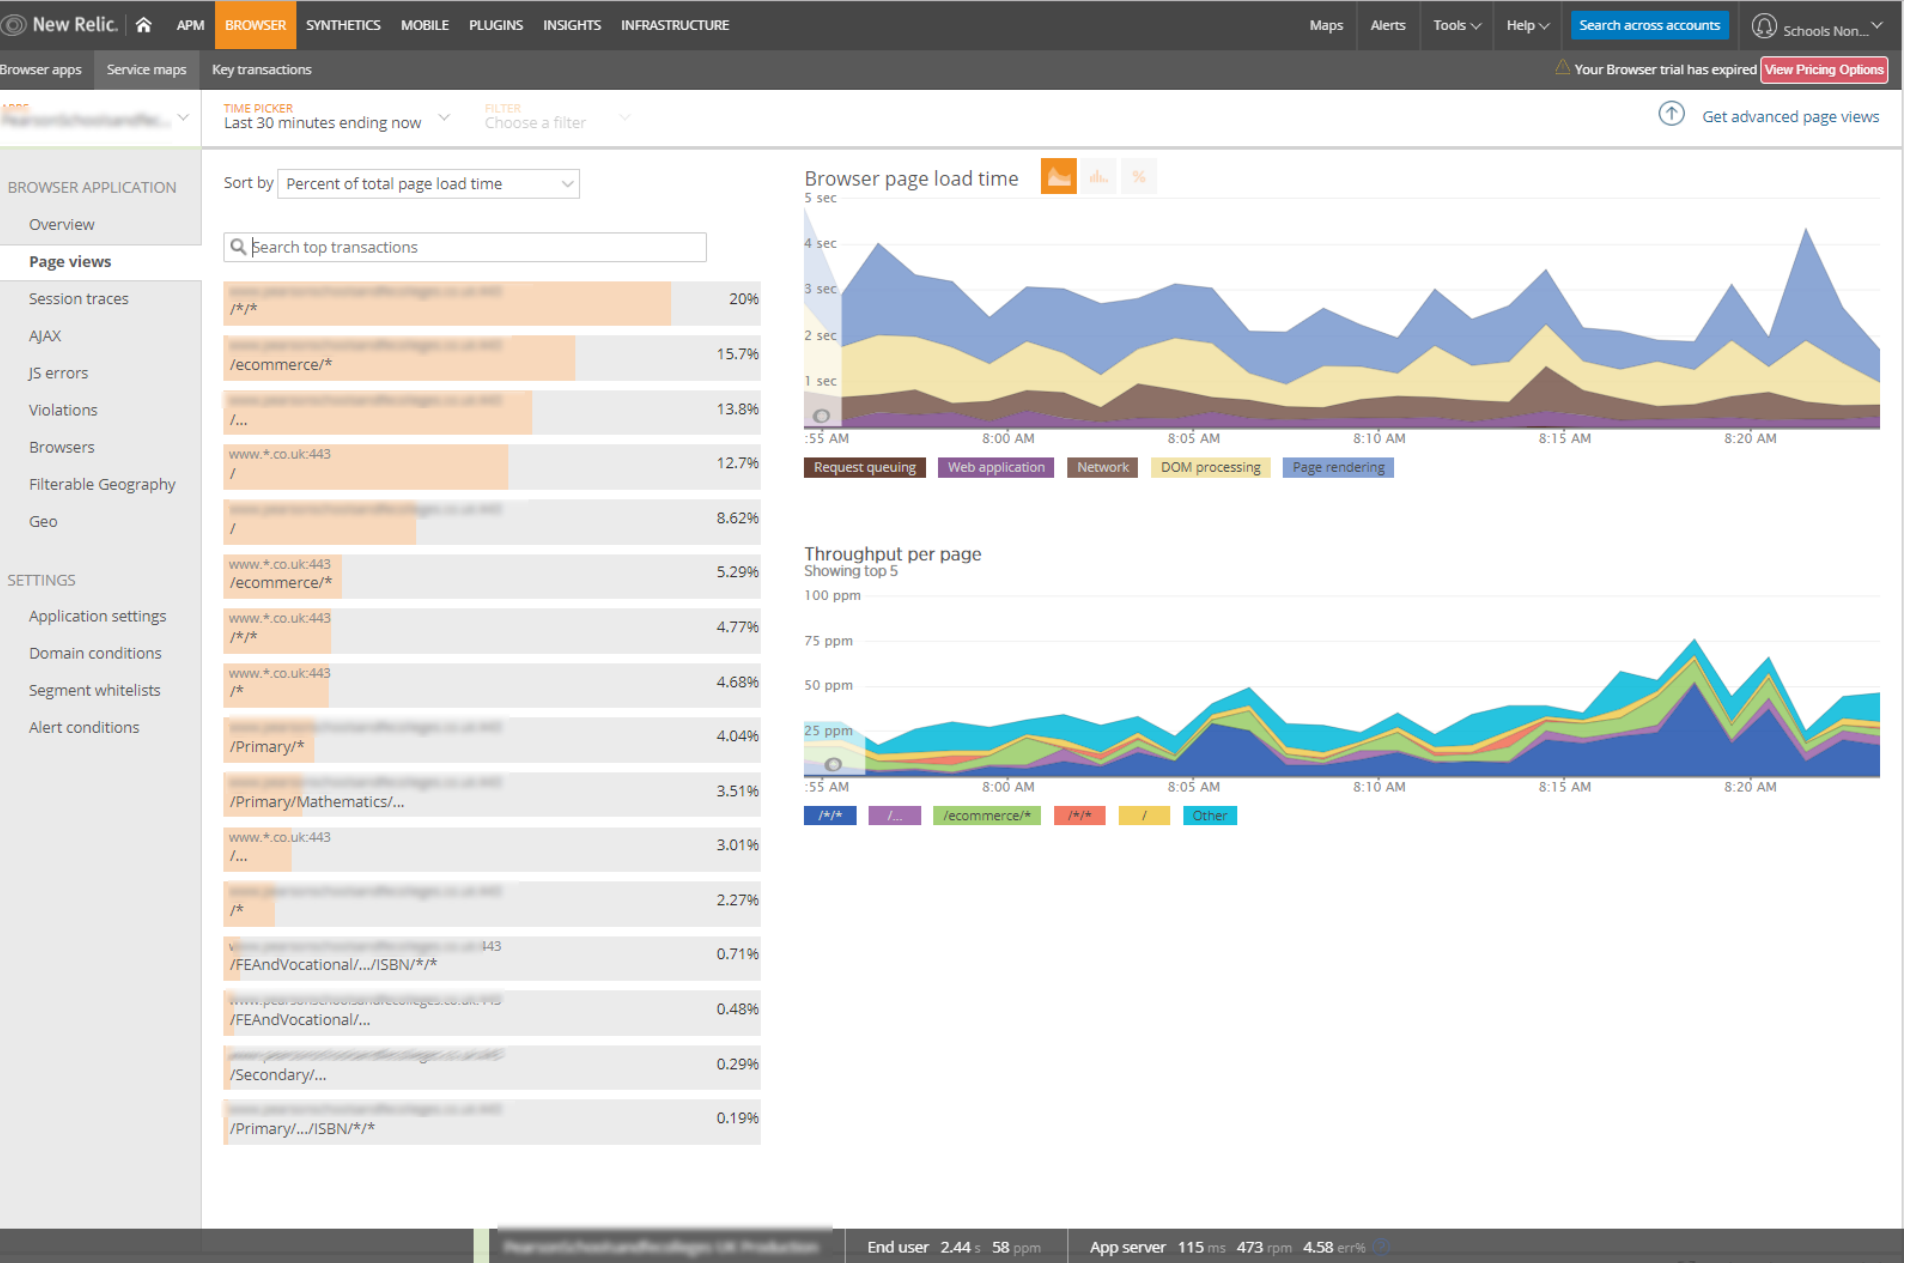 New Relic. APM BROWSER SYNTHETICS MOBILE PLUGINS INSIGHTS INFRASTRUCTURE Maps Alerts Tools Help Search across accounts Schools Non...
Browser apps Service maps Key transactions Your Browser trial has expired View Pricing Options
TIME PICKER
Last 30 minutes ending now
FILTER
Choose a filter
Get advanced page views
BROWSER APPLICATION
Overview
Page views
Session traces
AJAX
JS errors
Violations
Browsers
Filterable Geography
Geo
SETTINGS
Application settings
Domain conditions
Segment whitelists
Alert conditions
Sort by Percent of total page load time
Search top transactions
/*/* 20%
/ecommerce/* 15.7%
/... 13.8%
www.*.co.uk:443
/ 12.7%
/ 8.62%
www.*.co.uk:443
/ecommerce/* 5.29%
www.*.co.uk:443
/*/* 4.77%
www.*.co.uk:443
/* 4.68%
/Primary/* 4.04%
/Primary/Mathematics/... 3.51%
www.*.co.uk:443
/... 3.01%
/* 2.27%
443
/FEAndVocational/.../ISBN/*/* 0.71%
/FEAndVocational/... 0.48%
/Secondary/... 0.29%
/Primary/.../ISBN/*/* 0.19%
Browser page load time %
5 sec
4 sec
3 sec
2 sec
1 sec
:55 AM 8:00 AM 8:05 AM 8:10 AM 8:15 AM 8:20 AM
Request queuing Web application Network DOM processing Page rendering
Throughput per page
Showing top 5
100 ppm
75 ppm
50 ppm
25 ppm
:55 AM 8:00 AM 8:05 AM 8:10 AM 8:15 AM 8:20 AM
/*/* /... /ecommerce/* /*/* / Other
End user 2.44 s 58 ppm App server 115 ms 473 rpm 4.58 err%